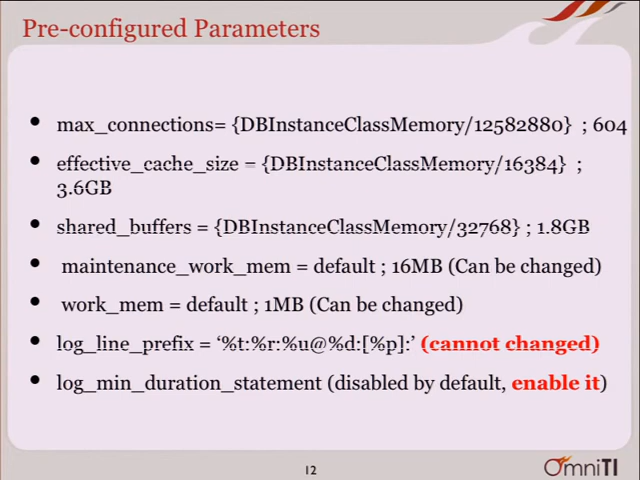 Pre-configured Parameters
• max_connections= {DBInstanceClassMemory/12582880} ; 604
• effective_cache_size = {DBInstanceClassMemory/16384} ;
3.6GB
• shared_buffers = {DBInstanceClassMemory/32768} ; 1.8GB
• maintenance_work_mem = default ; 16MB (Can be changed)
• work_mem = default ; 1MB (Can be changed)
• log_line_prefix = ‘%t:%r:%u@%d:[%p]:’ (cannot changed)
• log_min_duration_statement (disabled by default, enable it)
12
OmniTI